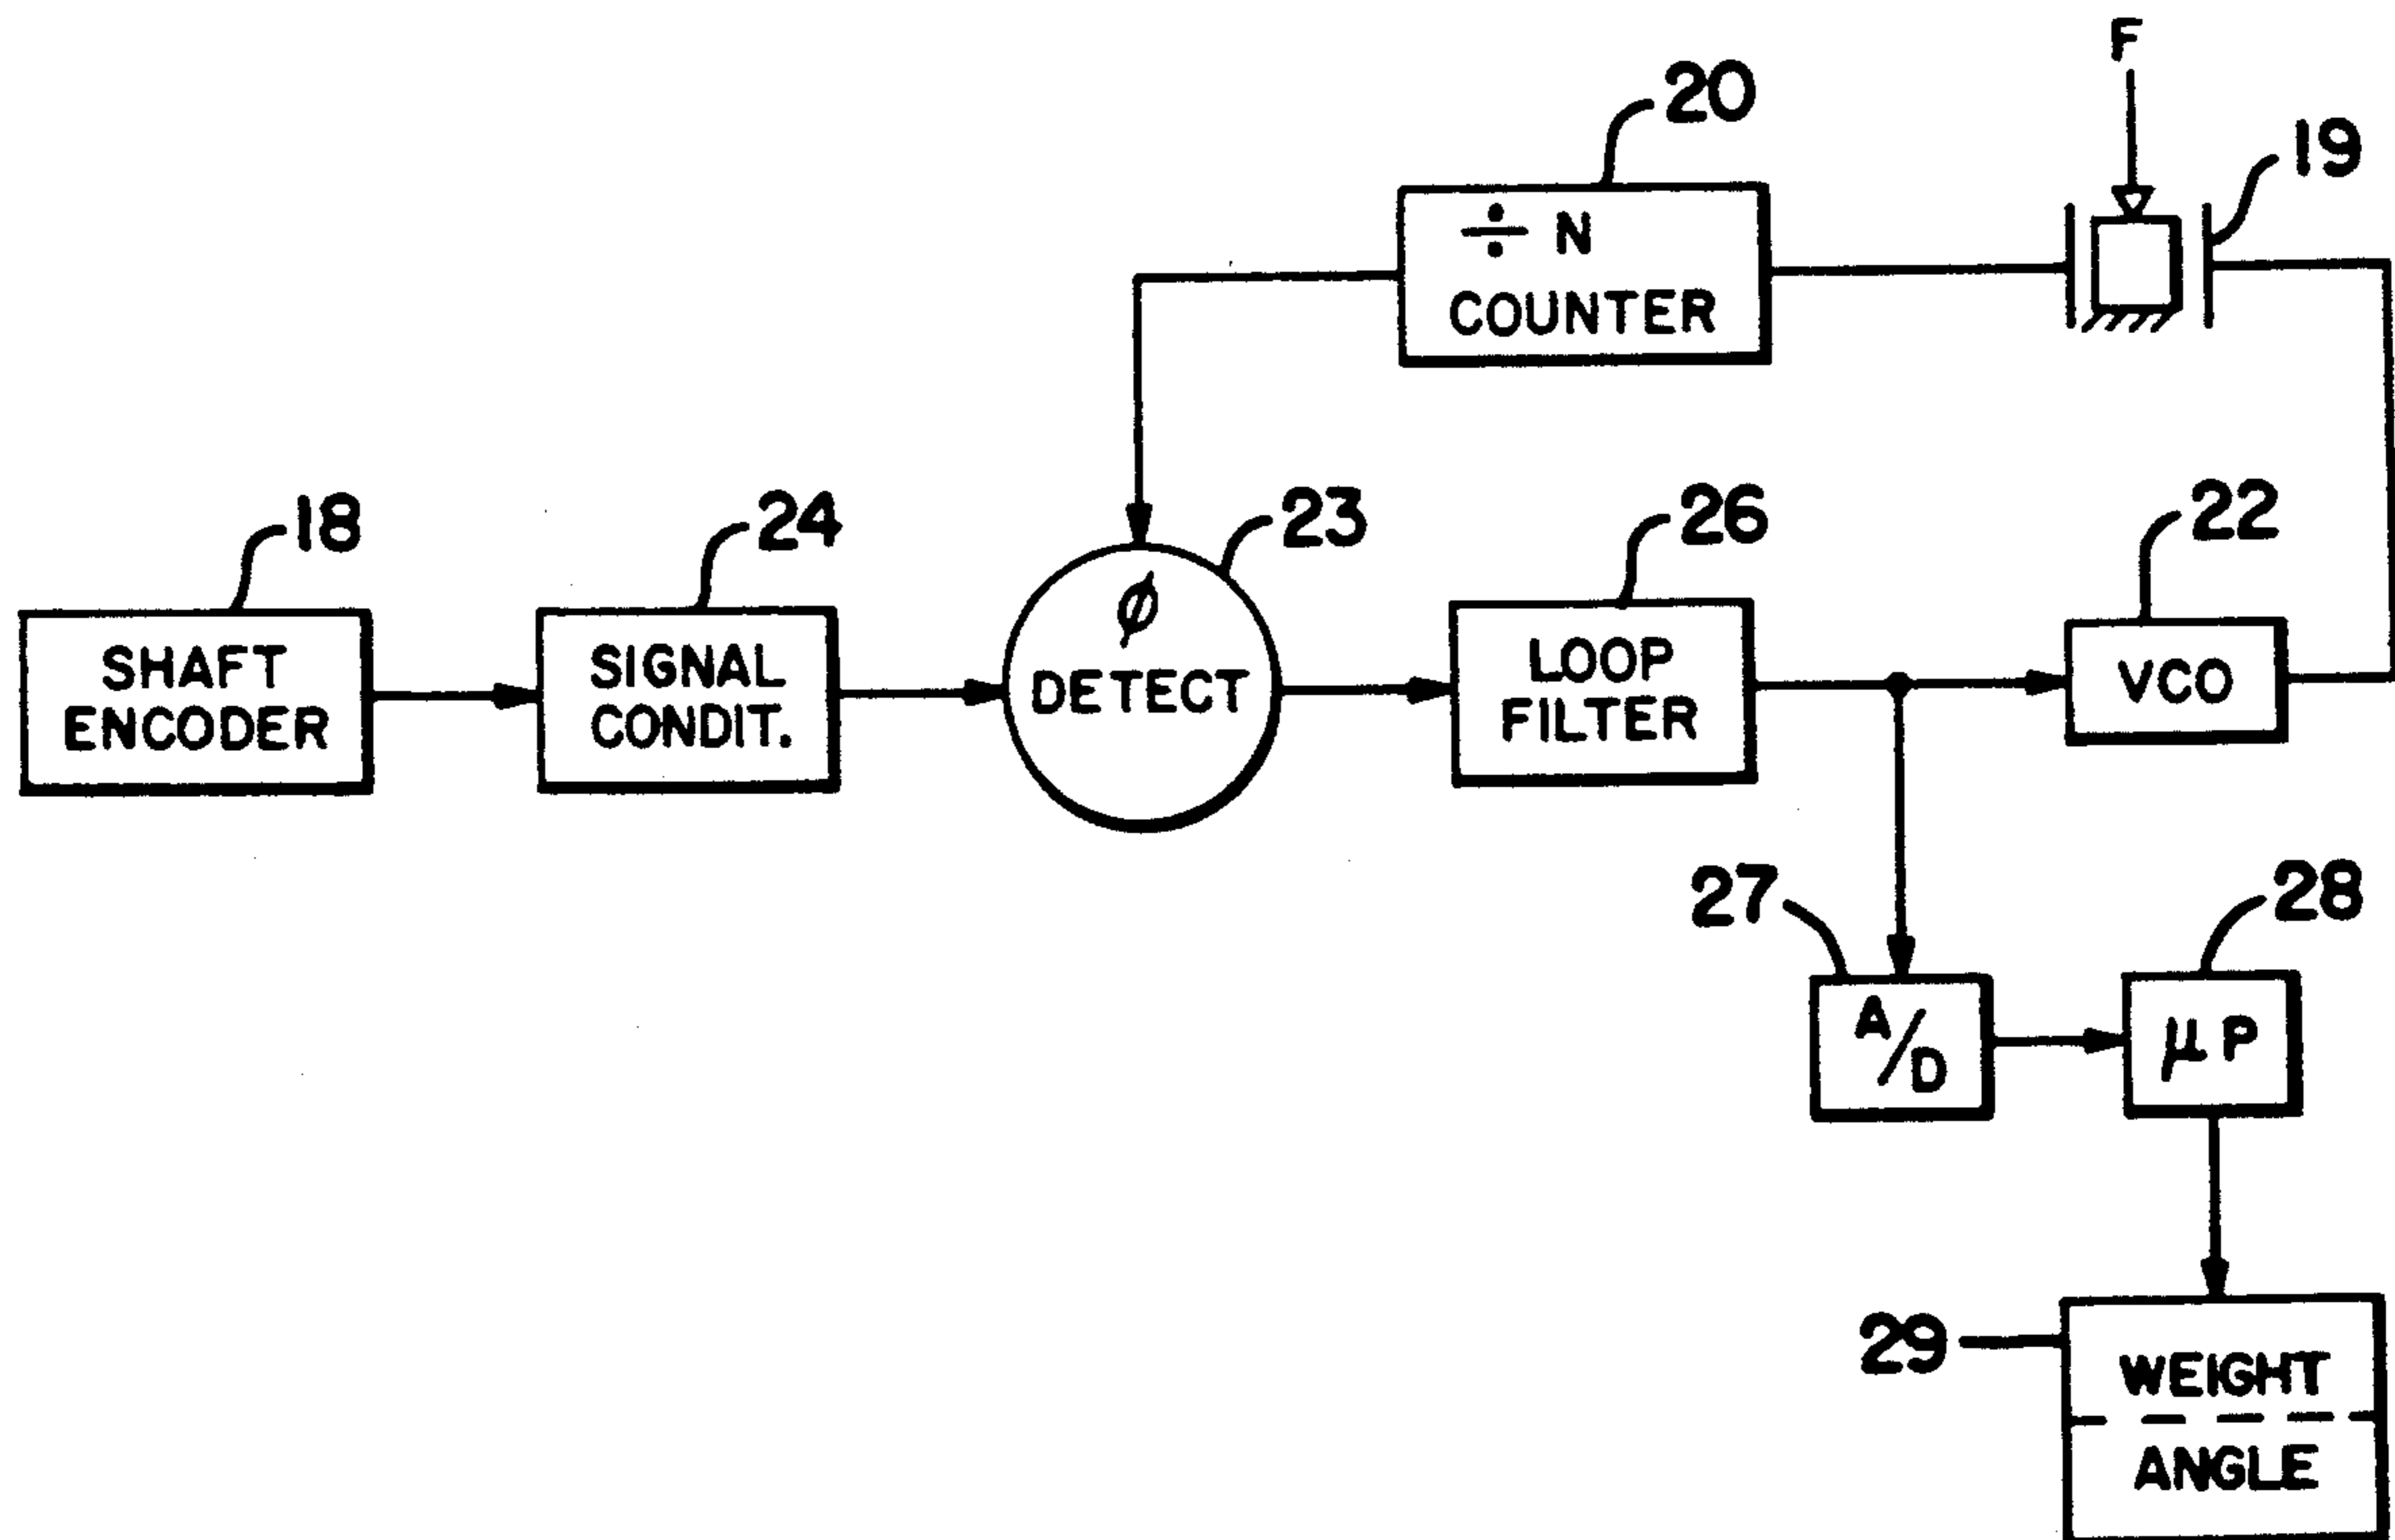 F
20
19
÷ N
COUNTER
18
24
23
26
22
SHAFT
ENCODER
SIGNAL
CONDIT.
ϕ
DETECT
LOOP
FILTER
VCO
27
28
A/D
μP
29
WEIGHT
ANGLE